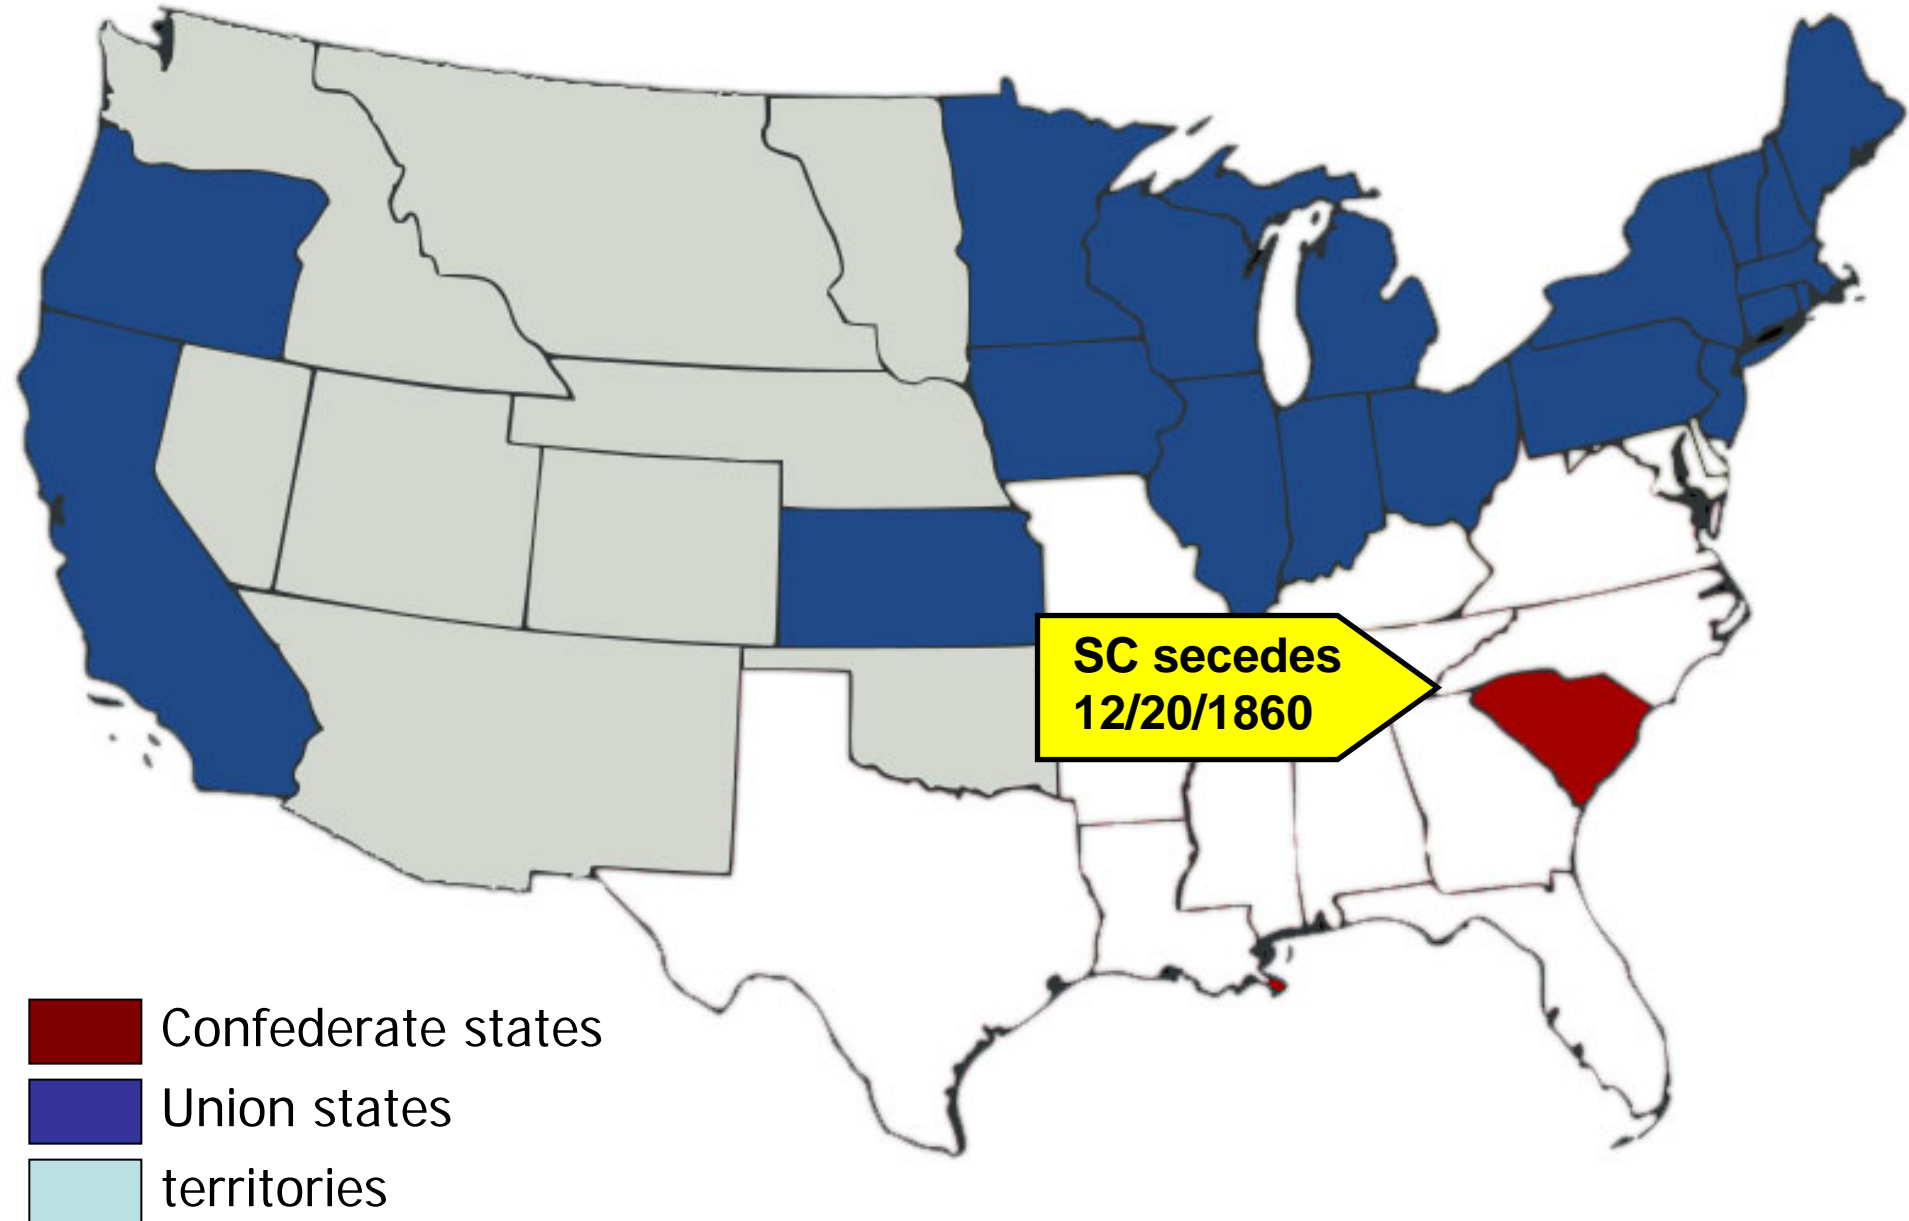 SC secedes
12/20/1860
Confederate states
Union states
territories